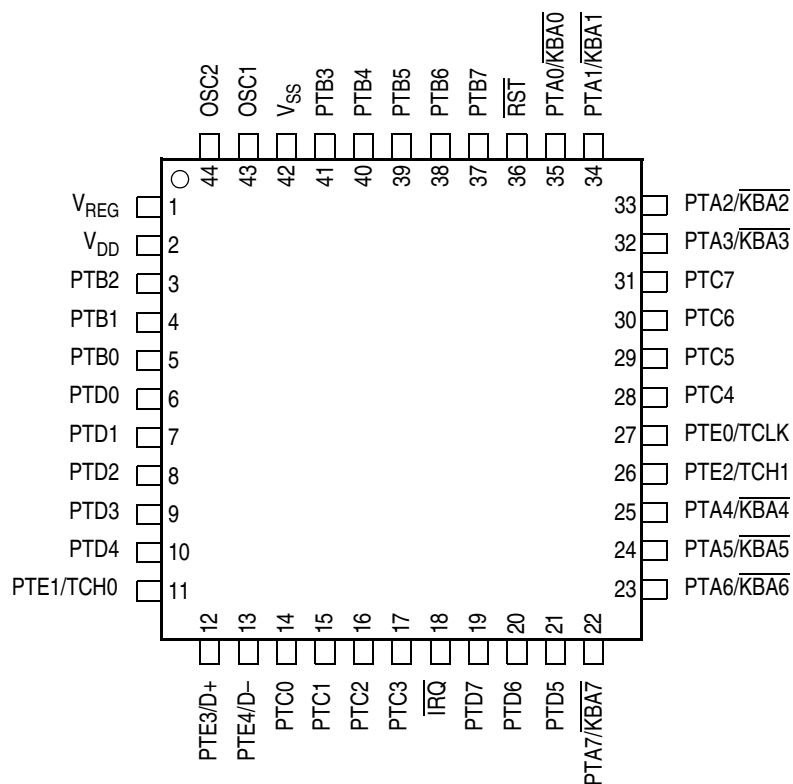 OSC2
OSC1
VSS
PTB3
PTB4
PTB5
PTB6
PTB7
RST
PTA0/KBA0
PTA1/KBA1
44
43
42
41
40
39
38
37
36
35
34
VREG 1
VDD 2
PTB2 3
PTB1 4
PTB0 5
PTD0 6
PTD1 7
PTD2 8
PTD3 9
PTD4 10
PTE1/TCH0 11
33 PTA2/KBA2
32 PTA3/KBA3
31 PTC7
30 PTC6
29 PTC5
28 PTC4
27 PTE0/TCLK
26 PTE2/TCH1
25 PTA4/KBA4
24 PTA5/KBA5
23 PTA6/KBA6
12
13
14
15
16
17
18
19
20
21
22
PTE3/D+
PTE4/D–
PTC0
PTC1
PTC2
PTC3
IRQ
PTD7
PTD6
PTD5
PTA7/KBA7